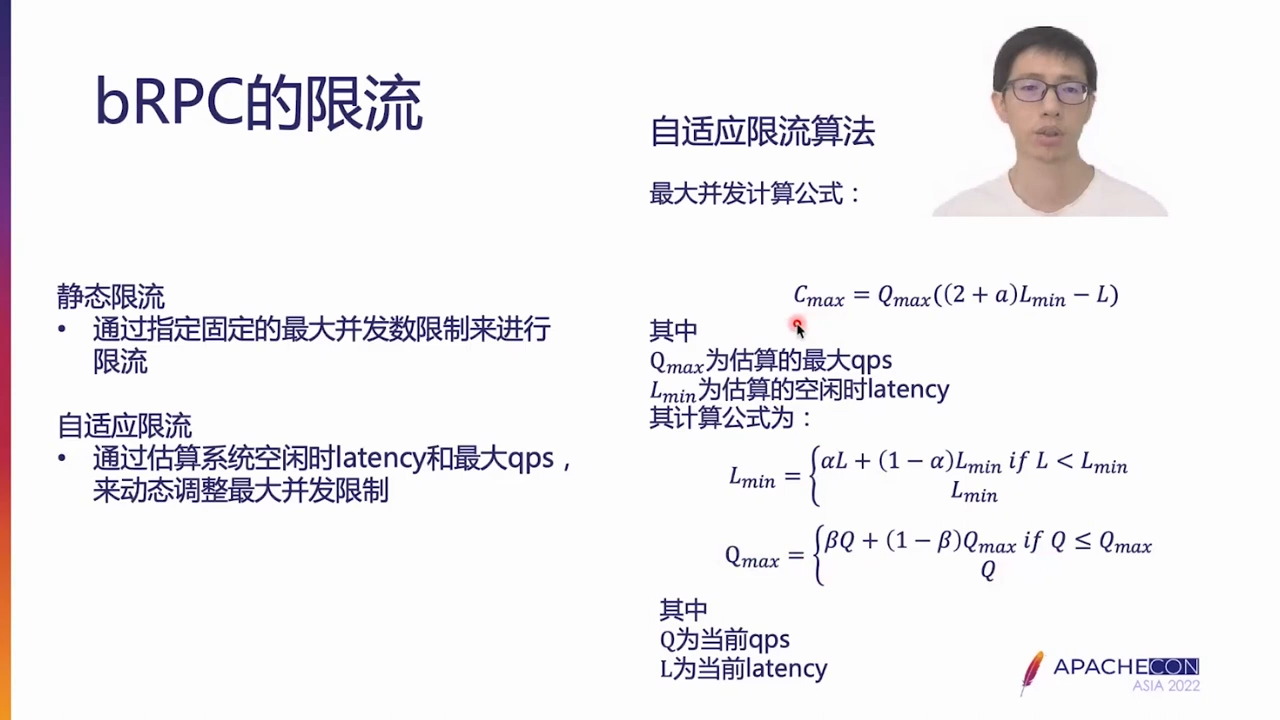 bRPC的限流
静态限流
• 通过指定固定的最大并发数限制来进行
限流
自适应限流
• 通过估算系统空闲时latency和最大qps，
来动态调整最大并发限制
自适应限流算法
最大并发计算公式：
C_max = Q_max((2 + a)L_min − L)
其中
Q_max为估算的最大qps
L_min为估算的空闲时latency
其计算公式为：
L_min = { αL + (1 − α)L_min if L < L_min
L_min
Q_max = { βQ + (1 − β)Q_max if Q ≤ Q_max
Q
其中
Q为当前qps
L为当前latency
APACHECON
ASIA 2022